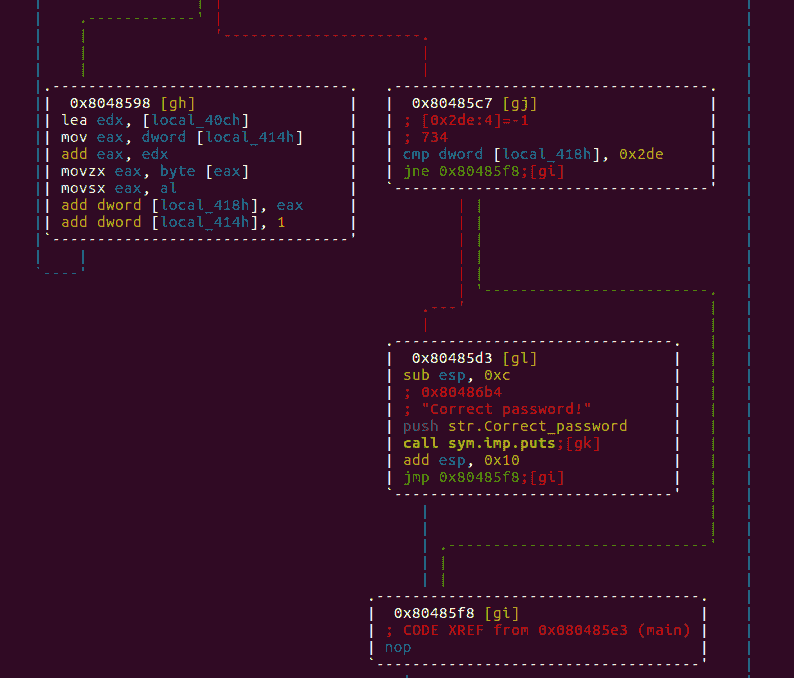 0x8048598 [gh]
lea edx, [local_40ch]
mov eax, dword [local_414h]
add eax, edx
movzx eax, byte [eax]
movsx eax, al
add dword [local_418h], eax
add dword [local_414h], 1
0x80485c7 [gj]
; [0x2de:4]=-1
; 734
cmp dword [local_418h], 0x2de
jne 0x80485f8;[gi]
0x80485d3 [gl]
sub esp, 0xc
; 0x80486b4
; "Correct password!"
push str.Correct_password
call sym.imp.puts;[gk]
add esp, 0x10
jmp 0x80485f8;[gi]
0x80485f8 [gi]
; CODE XREF from 0x080485e3 (main)
nop